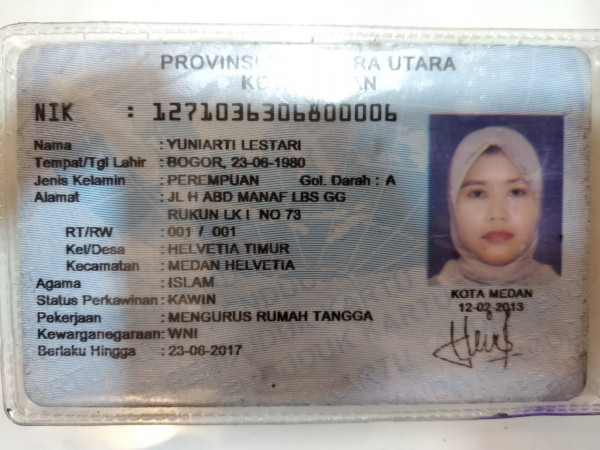 PROVINSI RA UTARA
KO AN
NIK : 1271036306800006
Nama : YUNIARTI LESTARI
Tempat/Tgl Lahir : BOGOR, 23-06-1980
Jenis Kelamin : PEREMPUAN Gol. Darah : A
Alamat : JL H ABD MANAF LBS GG
RUKUN LK I NO 73
RT/RW : 001 / 001
Kel/Desa : HELVETIA TIMUR
Kecamatan : MEDAN HELVETIA
Agama : ISLAM
Status Perkawinan : KAWIN
Pekerjaan : MENGURUS RUMAH TANGGA
Kewarganegaraan : WNI
Berlaku Hingga : 23-06-2017
KOTA MEDAN
12-02-2013